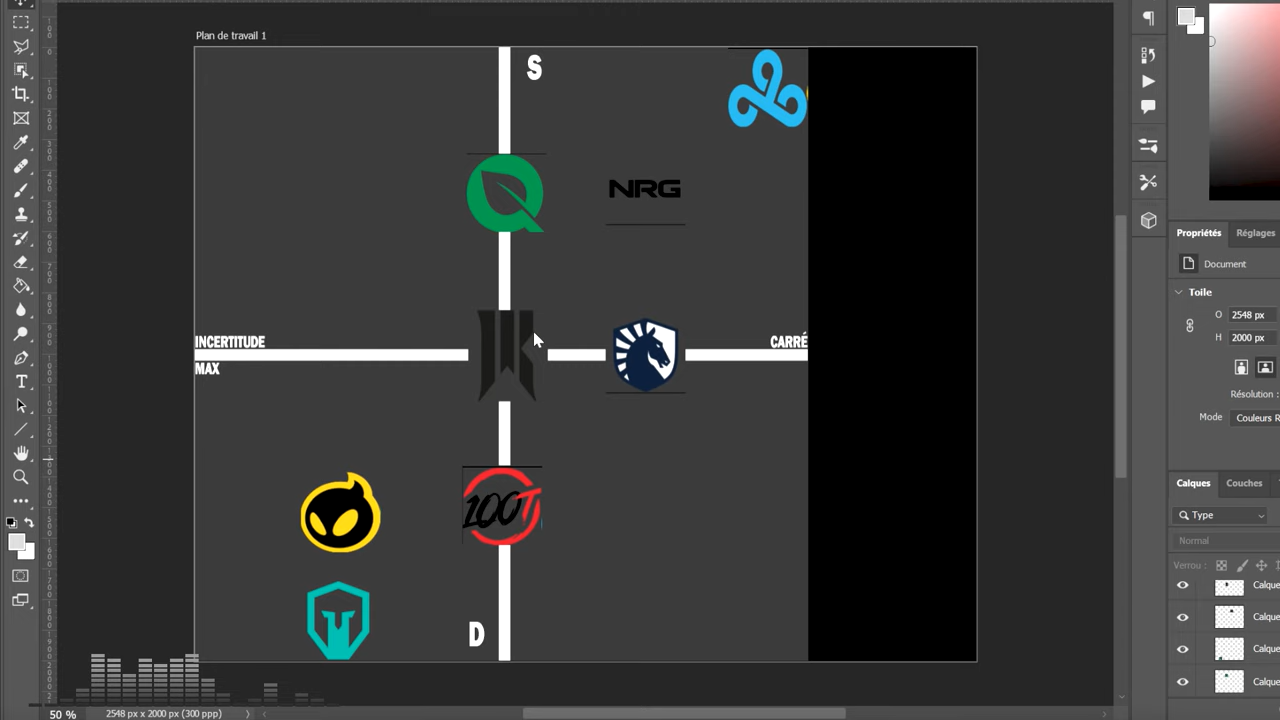 Plan de travail 1
S
NRG
INCERTITUDE
MAX
CARRÉ
100T
D
Propriétés
Réglages
Document
Toile
O
2548 px
H
2000 px
Résolution :
Mode
Couleurs R
Calques
Couches
Type
Normal
Verrou :
Calque
Calque
Calque
Calque
50 %
2548 px x 2000 px (300 ppp)